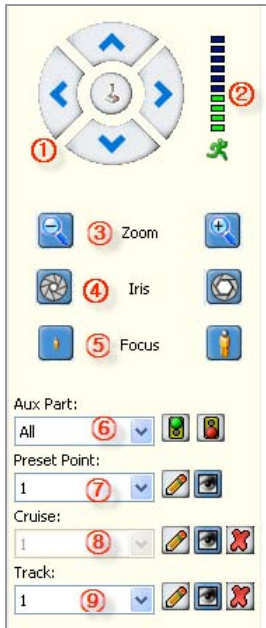 ①
②
③ Zoom
④ Iris
⑤ Focus
Aux Part:
All ⑥
Preset Point:
1 ⑦
Cruise:
1 ⑧
Track:
1 ⑨